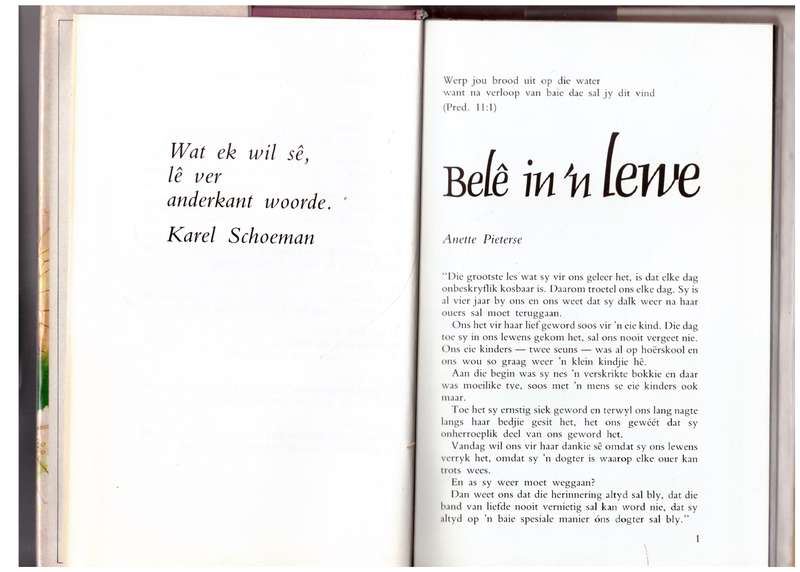 Wat ek wil sê,
lê ver
anderkant woorde.
Karel Schoeman
Werp jou brood uit op die water
want na verloop van baie dae sal jy dit vind
(Pred. 11:1)
Belê in 'n lewe
Anette Pieterse
"Die grootste les wat sy vir ons geleer het, is dat elke dag
onbeskryflik kosbaar is. Daarom troetel ons elke dag. Sy is
al vier jaar by ons en ons weet dat sy dalk weer na haar
ouers sal moet teruggaan.
Ons het vir haar lief geword soos vir 'n eie kind. Die dag
toe sy in ons lewens gekom het, sal ons nooit vergeet nie.
Ons eie kinders — twee seuns — was al op hoërskool en
ons wou so graag weer 'n klein kindjie hê.
Aan die begin was sy nes 'n verskrikte bokkie en daar
was moeilike tye, soos met 'n mens se eie kinders ook
maar.
Toe het sy ernstig siek geword en terwyl ons lang nagte
langs haar bedjie gesit het, het ons gewéét dat sy
onherroeplik deel van ons geword het.
Vandag wil ons vir haar dankie sê omdat sy ons lewens
verryk het, omdat sy 'n dogter is waarop elke ouer kan
trots wees.
En as sy weer moet weggaan?
Dan weet ons dat die herinnering altyd sal bly, dat die
band van liefde nooit vernietig sal kan word nie, dat sy
altyd op 'n baie spesiale manier óns dogter sal bly."
1